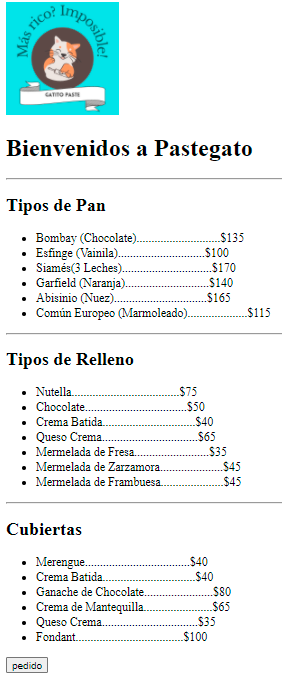 Más rico? Imposible!
GATITO PASTE
Bienvenidos a Pastegato
Tipos de Pan
Bombay (Chocolate)............................$135
Esfinge (Vainila).............................$100
Siamés(3 Leches)..............................$170
Garfield (Naranja)............................$140
Abisinio (Nuez)...............................$165
Común Europeo (Marmoleado)....................$115
Tipos de Relleno
Nutella....................................$75
Chocolate..................................$50
Crema Batida...............................$40
Queso Crema................................$65
Mermelada de Fresa.........................$35
Mermelada de Zarzamora.....................$45
Mermelada de Frambuesa.....................$45
Cubiertas
Merengue...................................$40
Crema Batida...............................$40
Ganache de Chocolate.......................$80
Crema de Mantequilla.......................$65
Queso Crema................................$35
Fondant....................................$100
pedido